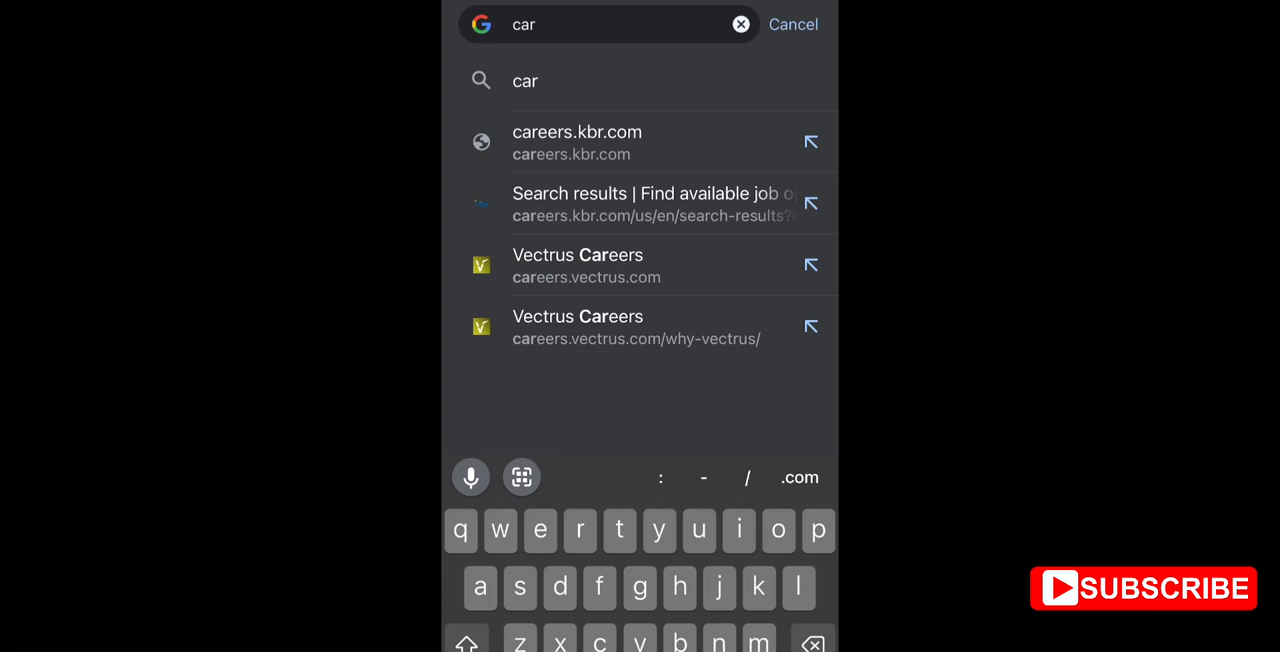 car
Cancel
car
careers.kbr.com
careers.kbr.com
Search results | Find available job o
careers.kbr.com/us/en/search-results?
Vectrus Careers
careers.vectrus.com
Vectrus Careers
careers.vectrus.com/why-vectrus/
: - / .com
q w e r t y u i o p
a s d f g h j k l
z x c v b n m
SUBSCRIBE